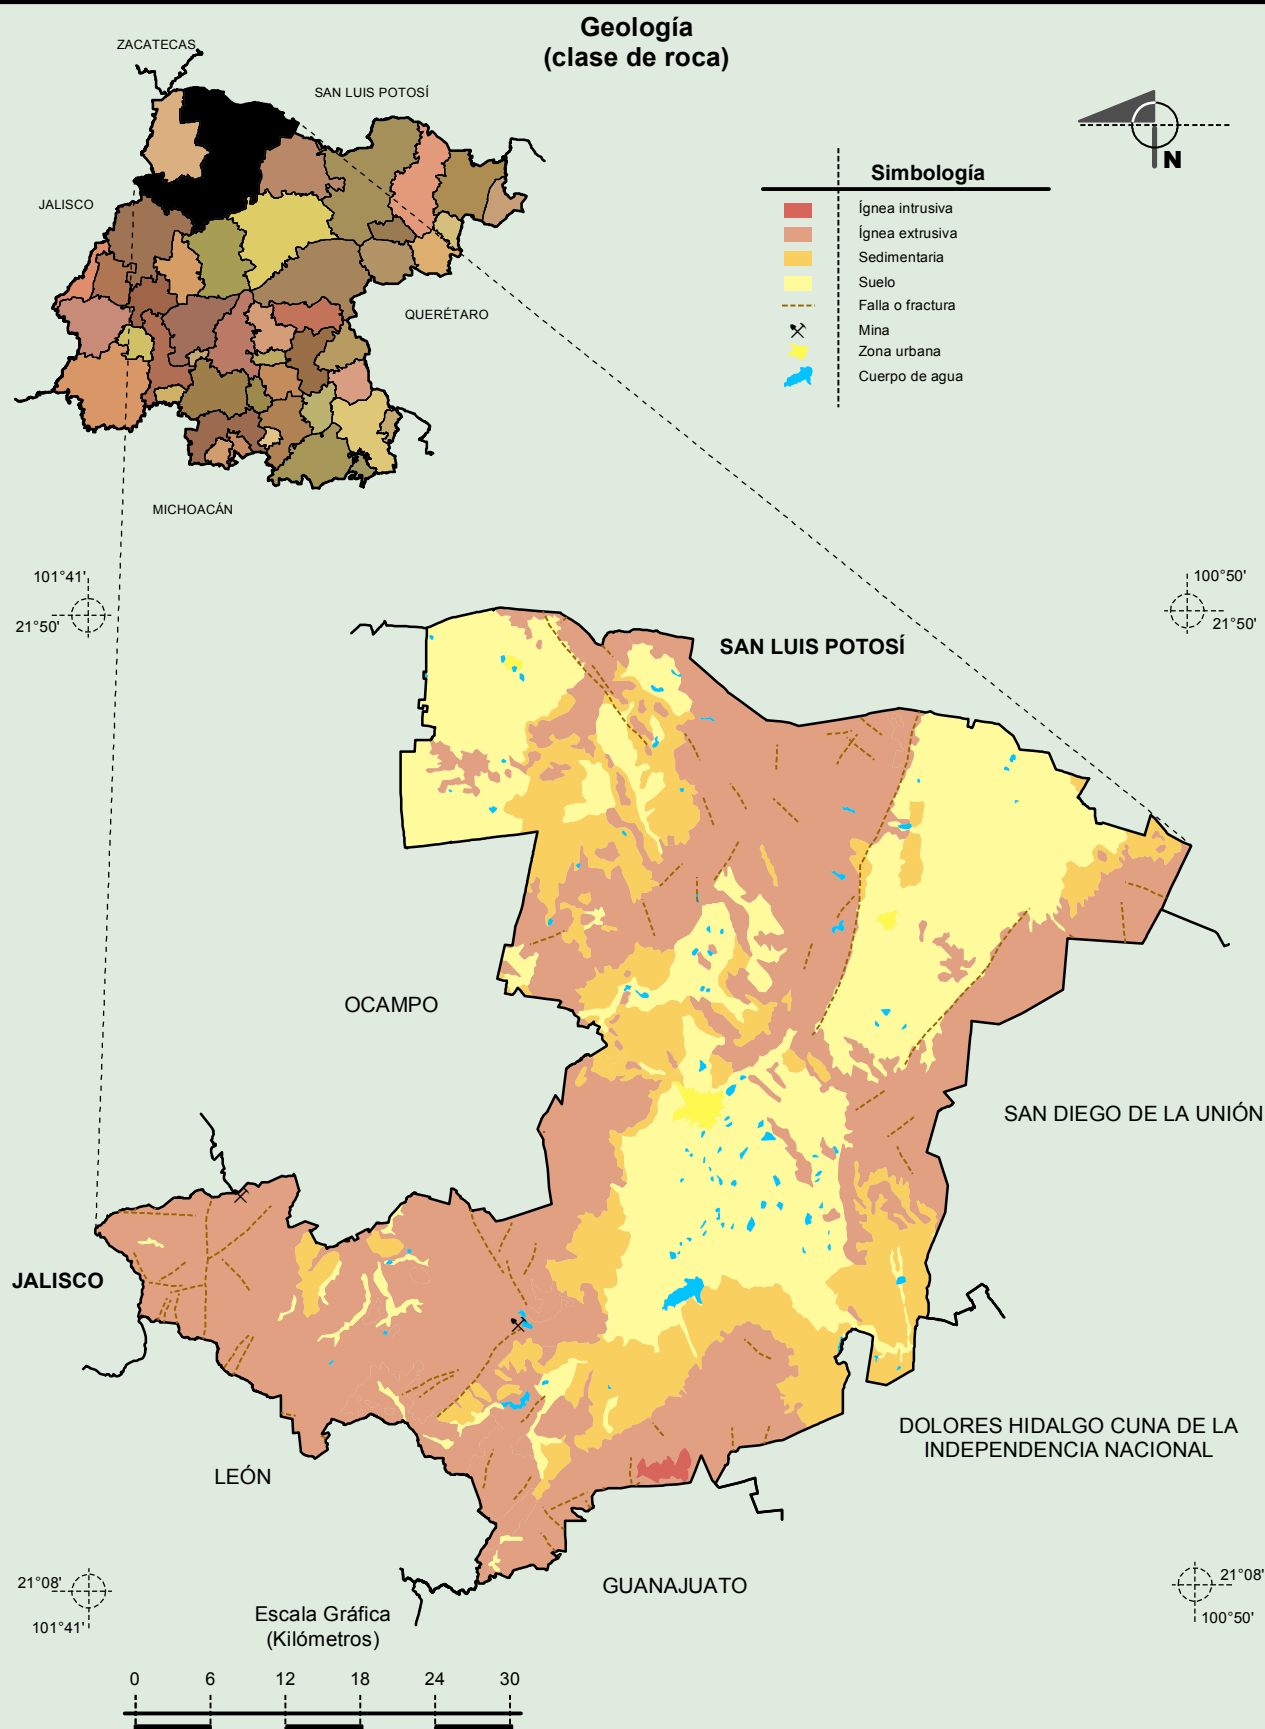 Geología
(clase de roca)
ZACATECAS
SAN LUIS POTOSÍ
JALISCO
QUERÉTARO
MICHOACÁN
N
Simbología
Ígnea intrusiva
Ígnea extrusiva
Sedimentaria
Suelo
Falla o fractura
Mina
Zona urbana
Cuerpo de agua
101°41'
21°50'
100°50'
21°50'
SAN LUIS POTOSÍ
OCAMPO
SAN DIEGO DE LA UNIÓN
JALISCO
DOLORES HIDALGO CUNA DE LA
INDEPENDENCIA NACIONAL
LEÓN
GUANAJUATO
21°08'
101°41'
21°08'
100°50'
Escala Gráfica
(Kilómetros)
0 6 12 18 24 30